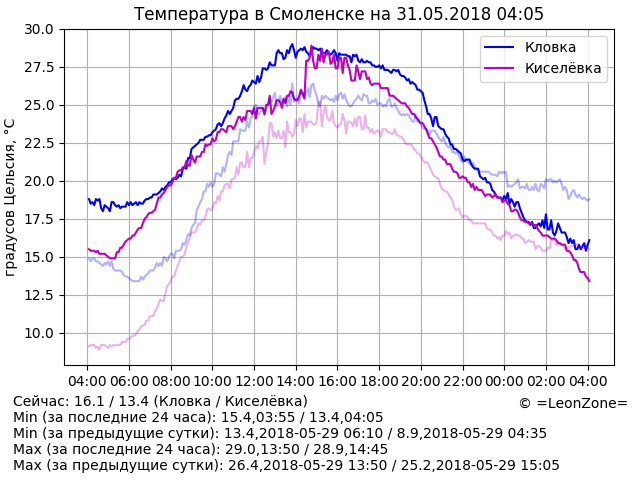 Температура в Смоленске на 31.05.2018 04:05
30.0
27.5
25.0
22.5
20.0
17.5
15.0
12.5
10.0
градусов Цельсия, °C
Кловка
Киселёвка
04:00 06:00 08:00 10:00 12:00 14:00 16:00 18:00 20:00 22:00 00:00 02:00 04:00
Сейчас: 16.1 / 13.4 (Кловка / Киселёвка)
© =LeonZone=
Min (за последние 24 часа): 15.4,03:55 / 13.4,04:05
Min (за предыдущие сутки): 13.4,2018-05-29 06:10 / 8.9,2018-05-29 04:35
Max (за последние 24 часа): 29.0,13:50 / 28.9,14:45
Max (за предыдущие сутки): 26.4,2018-05-29 13:50 / 25.2,2018-05-29 15:05